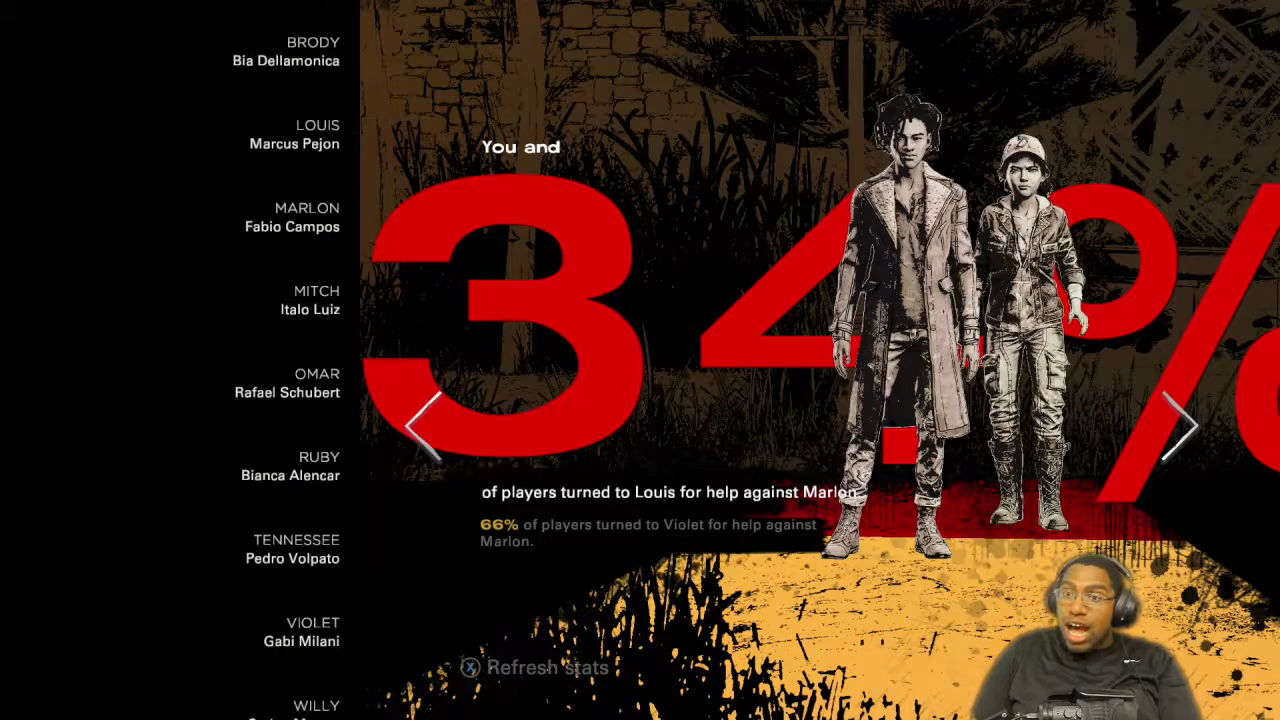 BRODY
Bia Dellamonica
LOUIS
Marcus Pejon
MARLON
Fabio Campos
MITCH
Italo Luiz
OMAR
Rafael Schubert
RUBY
Bianca Alencar
TENNESSEE
Pedro Volpato
VIOLET
Gabi Milani
WILLY
You and
34%
of players turned to Louis for help against Marlon.
66% of players turned to Violet for help against
Marlon.
X Refresh stats